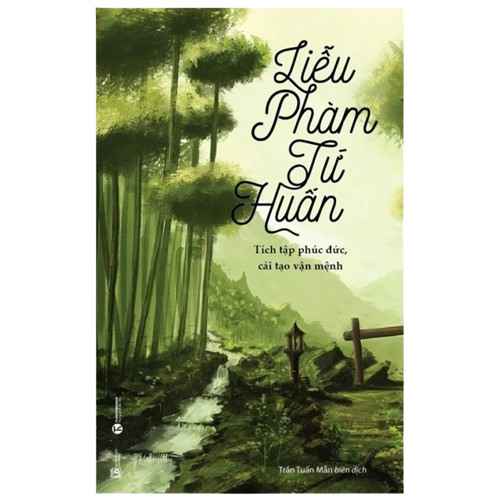 Liễu
Phàm
Tứ
Huấn
Tích tập phúc đức,
cải tạo vận mệnh
Trần Tuấn Mẫn biên dịch